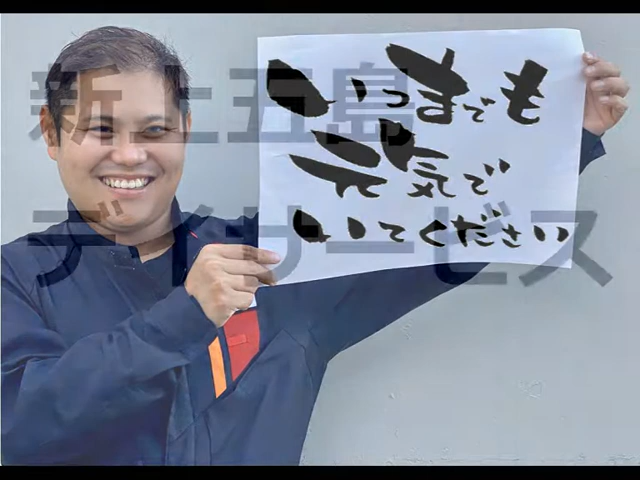 新上五島
デイサービス
いつまでも
元気で
いてください